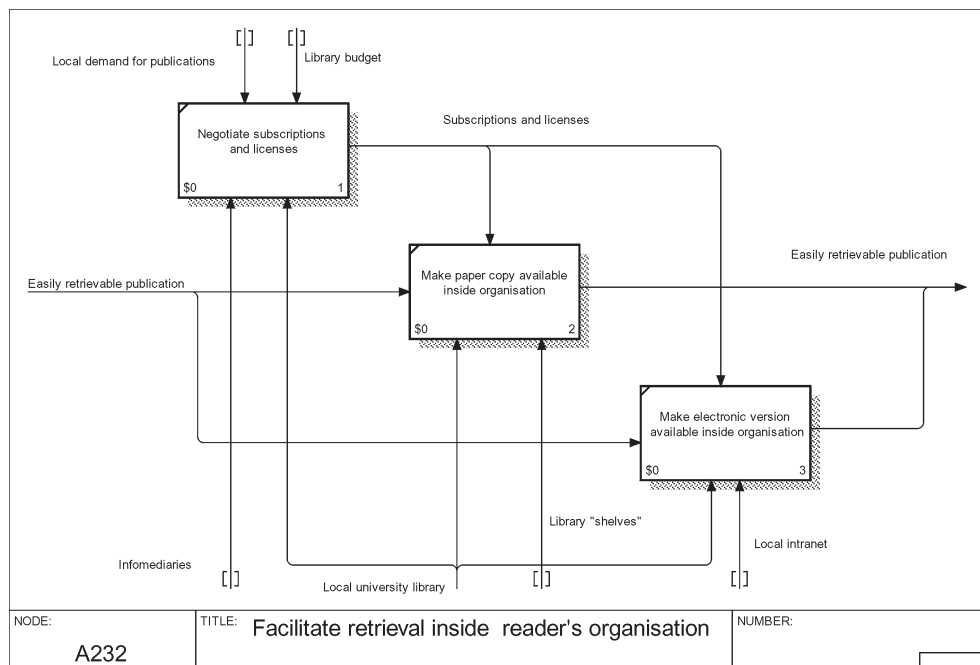 Local demand for publications
Library budget
Negotiate subscriptions
and licenses
$0
1
Subscriptions and licenses
Easily retrievable publication
Make paper copy available
inside organisation
$0
2
Easily retrievable publication
Make electronic version
available inside organisation
$0
3
Library "shelves"
Local intranet
Infomediaries
Local university library
NODE:
A232
TITLE:
Facilitate retrieval inside reader's organisation
NUMBER: